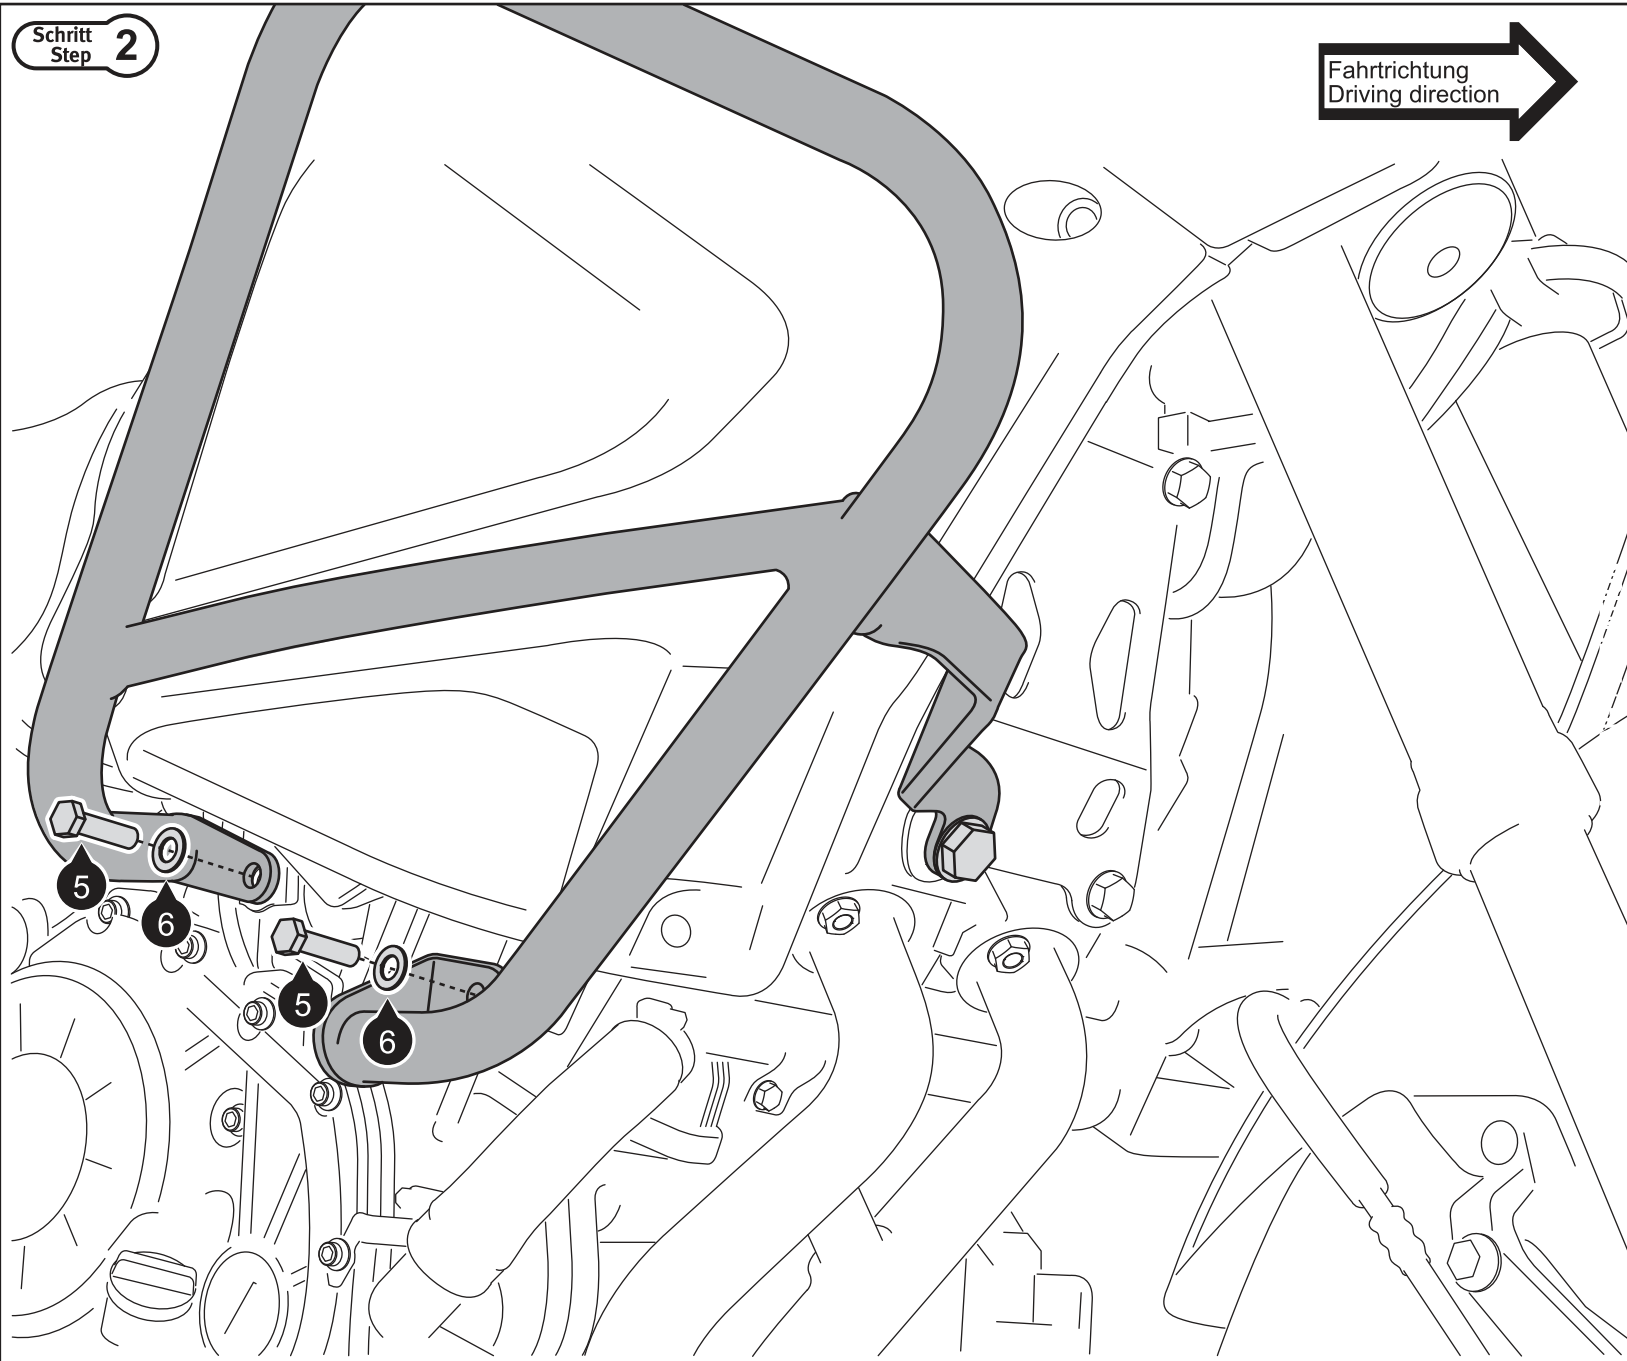 Schritt
Step 2
Fahrtrichtung
Driving direction
5
6
5
6